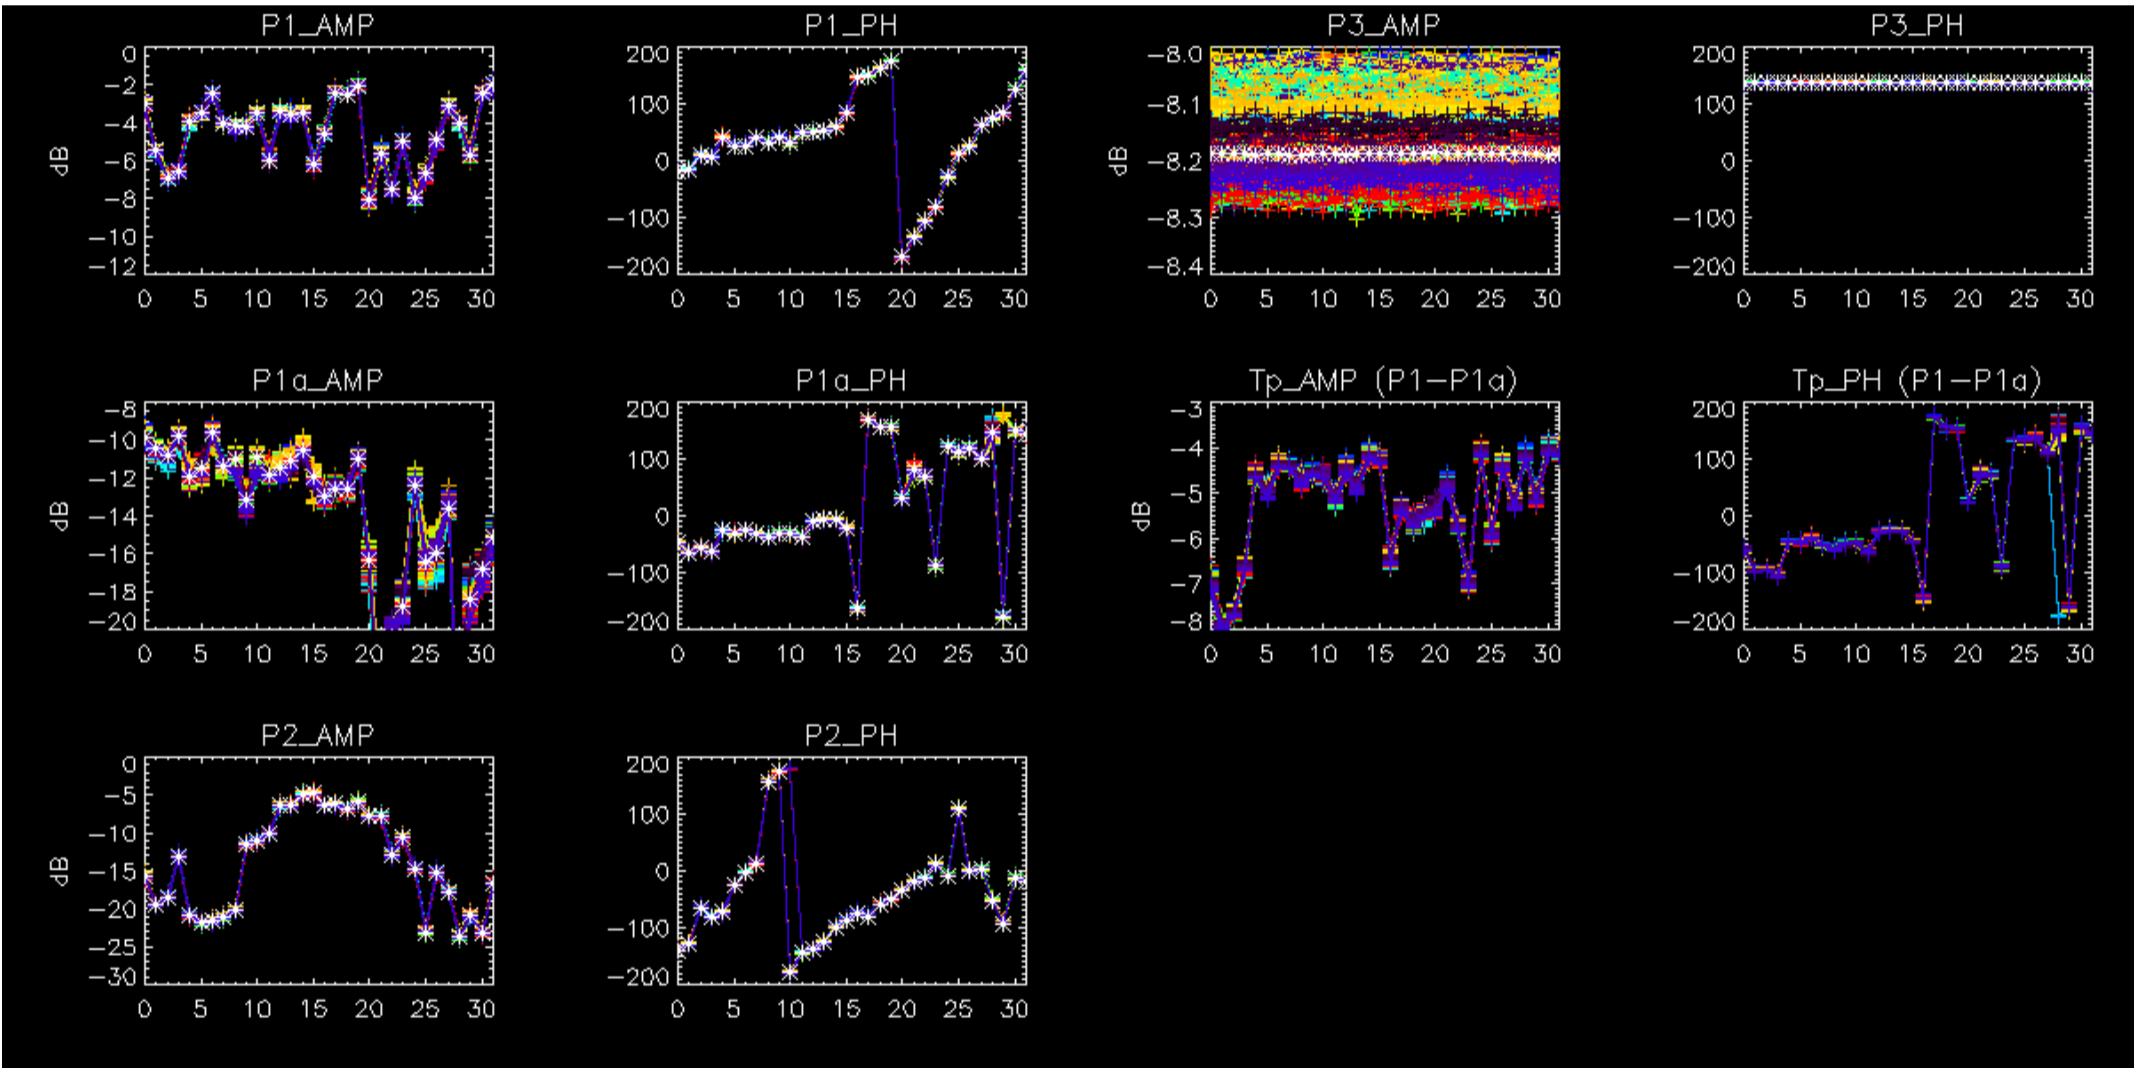 P1_AMP
0
-2
-4
-6
-8
-10
-12
dB
0 5 10 15 20 25 30
P1_PH
200
100
0
-100
-200
0 5 10 15 20 25 30
P3_AMP
-8.0
-8.1
-8.2
-8.3
-8.4
dB
0 5 10 15 20 25 30
P3_PH
200
100
0
-100
-200
0 5 10 15 20 25 30
P1a_AMP
-8
-10
-12
-14
-16
-18
-20
dB
0 5 10 15 20 25 30
P1a_PH
200
100
0
-100
-200
0 5 10 15 20 25 30
Tp_AMP (P1-P1a)
-3
-4
-5
-6
-7
-8
dB
0 5 10 15 20 25 30
Tp_PH (P1-P1a)
200
100
0
-100
-200
0 5 10 15 20 25 30
P2_AMP
0
-5
-10
-15
-20
-25
-30
dB
0 5 10 15 20 25 30
P2_PH
200
100
0
-100
-200
0 5 10 15 20 25 30